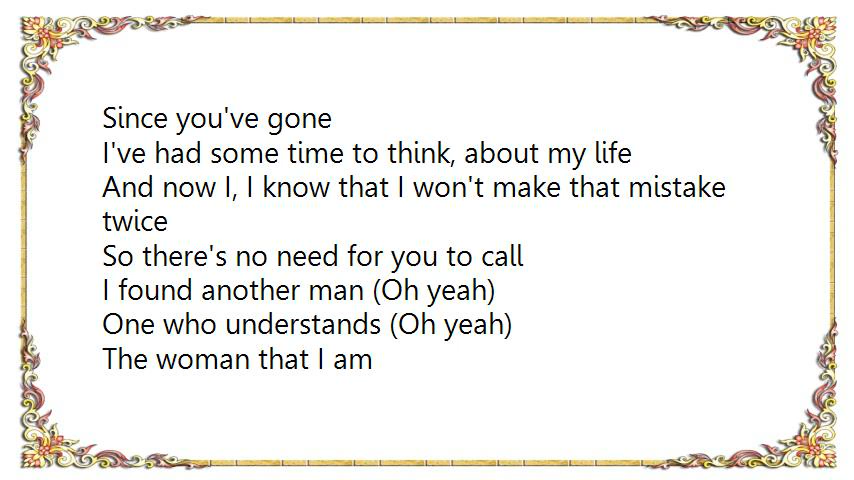 Since you've gone
I've had some time to think, about my life
And now I, I know that I won't make that mistake
twice
So there's no need for you to call
I found another man (Oh yeah)
One who understands (Oh yeah)
The woman that I am